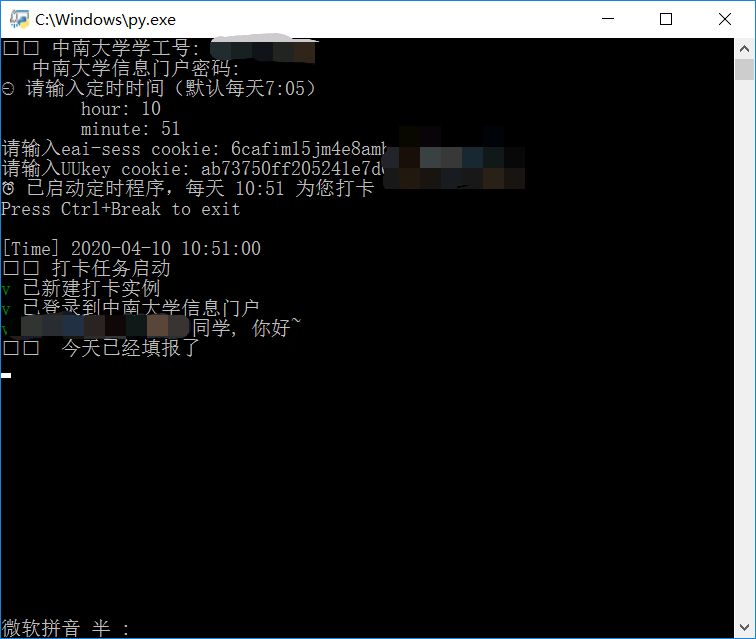 C:\Windows\py.exe
□□ 中南大学学工号:
中南大学信息门户密码:
⏲ 请输入定时时间（默认每天7:05）
hour: 10
minute: 51
请输入eai-sess cookie: 6cafim15jm4e8amb
请输入UUkey cookie: ab73750ff205241e7d
⏰ 已启动定时程序，每天 10:51 为您打卡
Press Ctrl+Break to exit
[Time] 2020-04-10 10:51:00
□□ 打卡任务启动
v 已新建打卡实例
v 已登录到中南大学信息门户
v 同学, 你好~
□□ 今天已经填报了
微软拼音 半 :